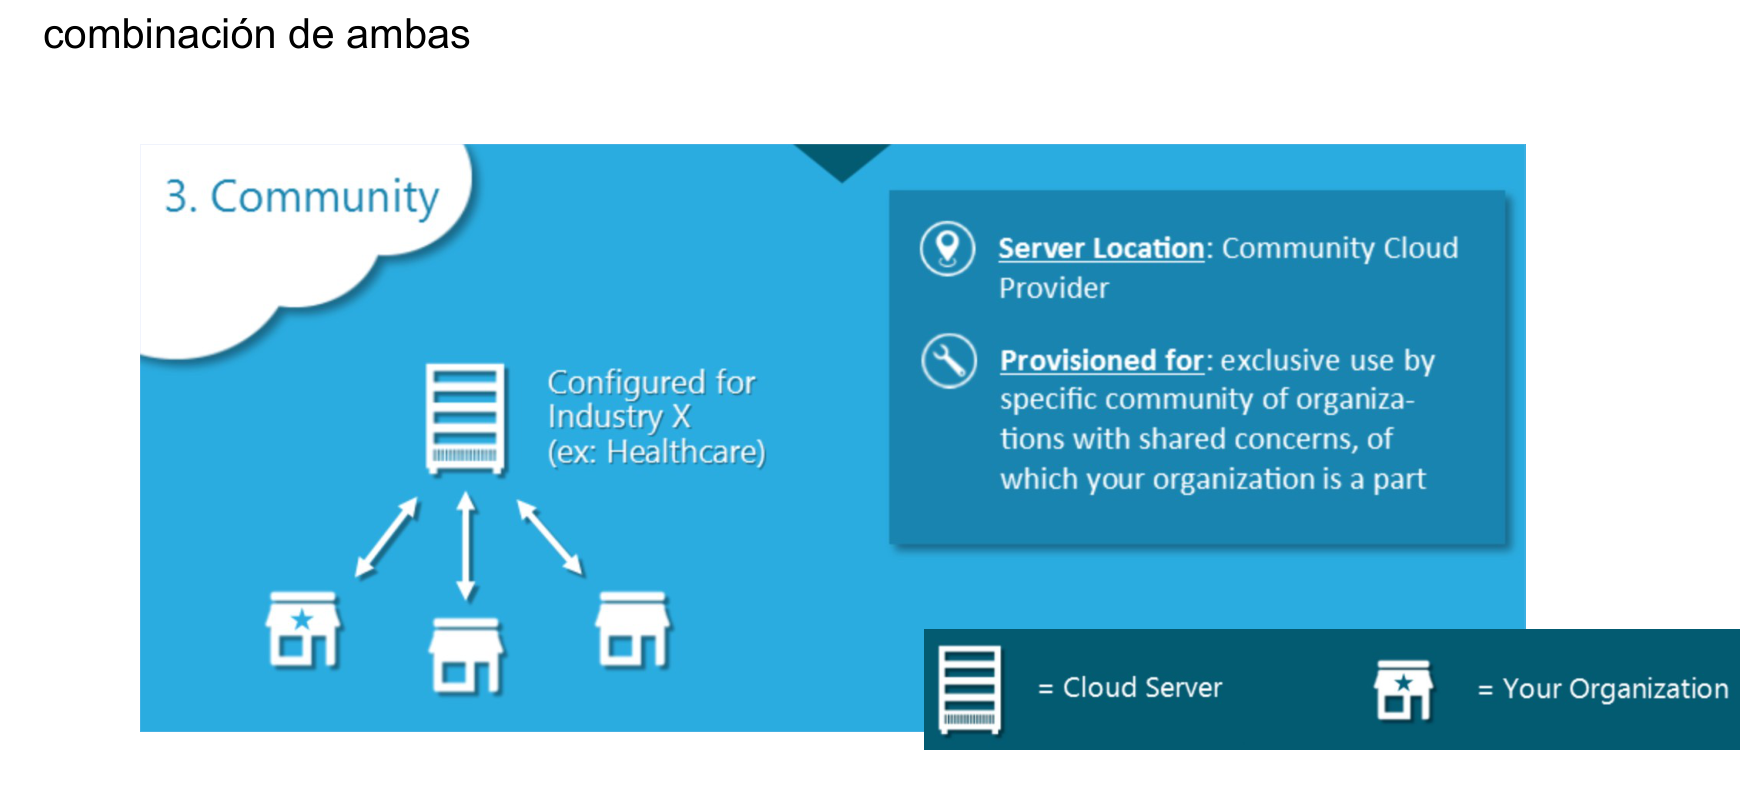 combinación de ambas
3. Community
Configured for
Industry X
(ex: Healthcare)
Server Location: Community Cloud
Provider
Provisioned for: exclusive use by
specific community of organiza-
tions with shared concerns, of
which your organization is a part
= Cloud Server
= Your Organization